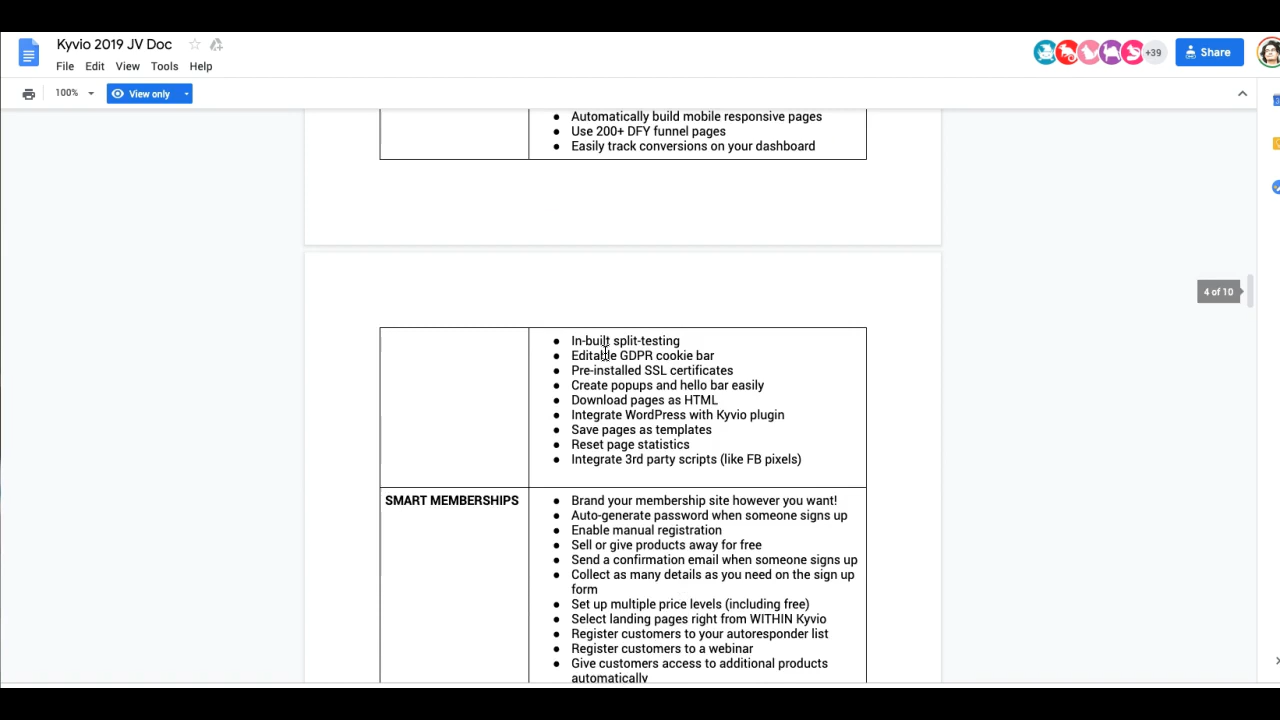 Kyvio 2019 JV Doc
File Edit View Tools Help
+39
Share
100%
View only
● Automatically build mobile responsive pages
● Use 200+ DFY funnel pages
● Easily track conversions on your dashboard
4 of 10
● In-built split-testing
● Editable GDPR cookie bar
● Pre-installed SSL certificates
● Create popups and hello bar easily
● Download pages as HTML
● Integrate WordPress with Kyvio plugin
● Save pages as templates
● Reset page statistics
● Integrate 3rd party scripts (like FB pixels)
SMART MEMBERSHIPS
● Brand your membership site however you want!
● Auto-generate password when someone signs up
● Enable manual registration
● Sell or give products away for free
● Send a confirmation email when someone signs up
● Collect as many details as you need on the sign up
form
● Set up multiple price levels (including free)
● Select landing pages right from WITHIN Kyvio
● Register customers to your autoresponder list
● Register customers to a webinar
● Give customers access to additional products
automatically